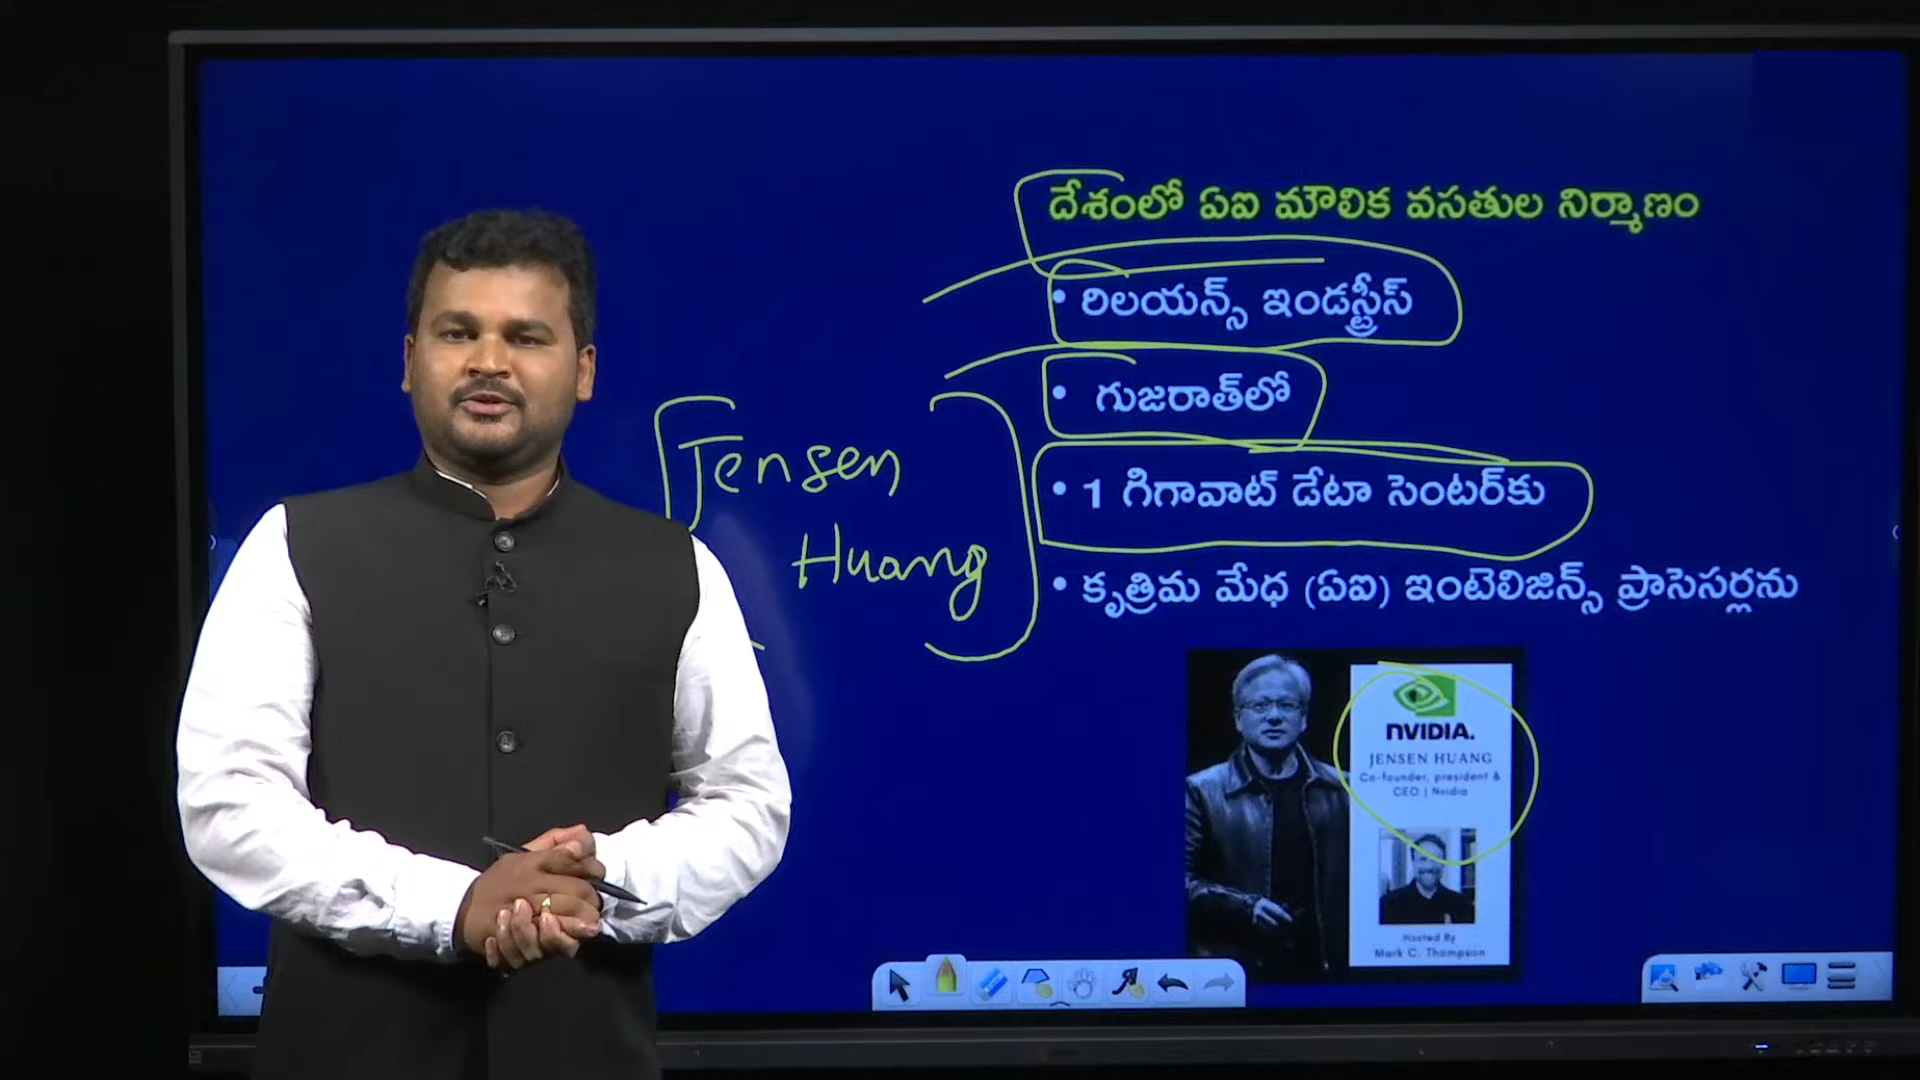 దేశంలో ఏఐ మౌలిక వసతుల నిర్మాణం
• రిలయన్స్ ఇండస్ట్రీస్
• గుజరాత్‌లో
• 1 గిగావాట్ డేటా సెంటర్‌కు
• కృత్రిమ మేధ (ఏఐ) ఇంటెలిజిన్స్ ప్రాసెసర్లను
Jensen
Huang
NVIDIA.
JENSEN HUANG
Co-founder, president &
CEO | Nvidia
Hosted By
Mark C. Thompson